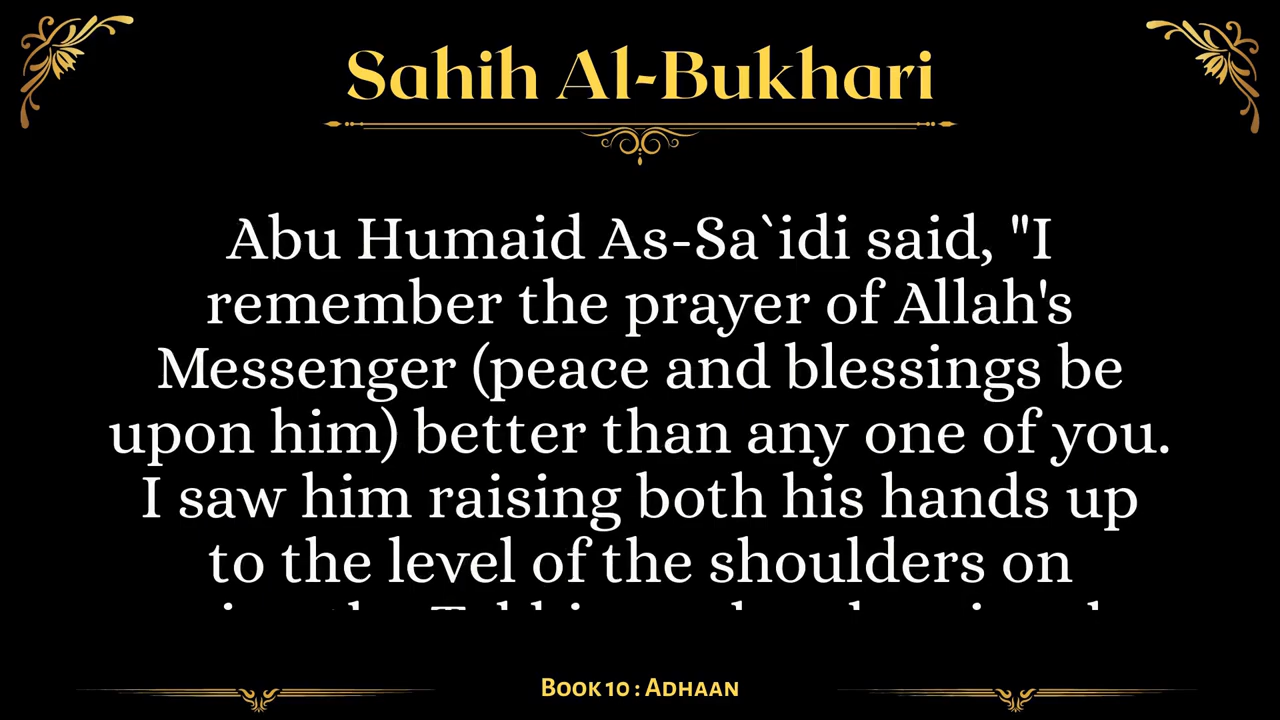 Sahih Al-Bukhari
Abu Humaid As-Sa`idi said, "I
remember the prayer of Allah's
Messenger (peace and blessings be
upon him) better than any one of you.
I saw him raising both his hands up
to the level of the shoulders on
Book 10 : Adhaan